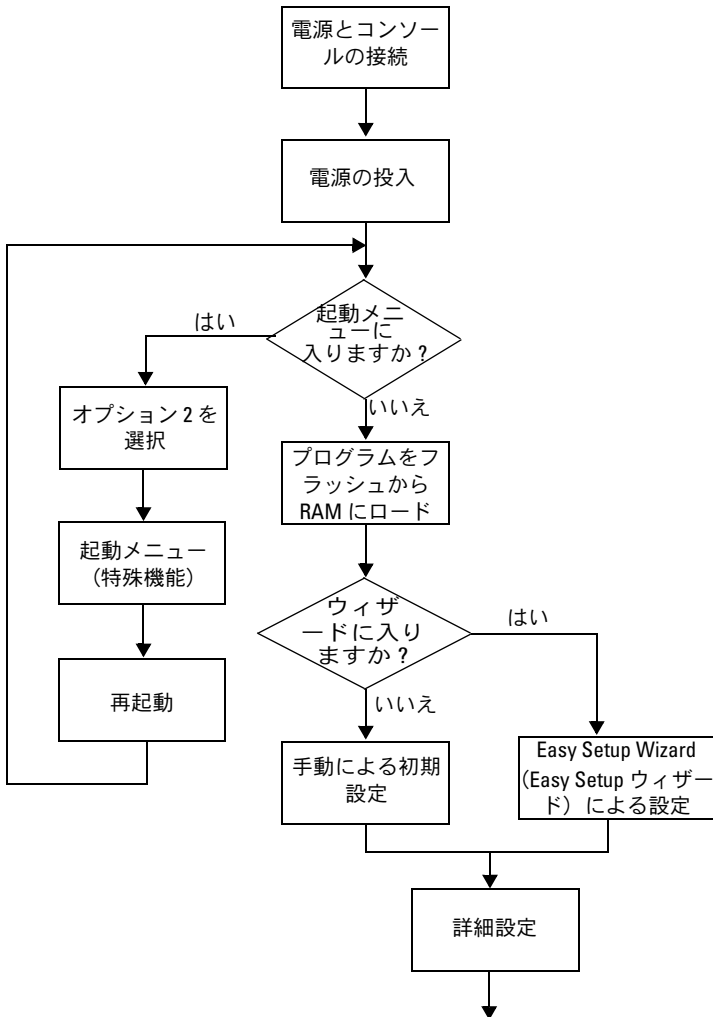 電源とコンソー
ルの接続
電源の投入
起動メニ
ューに
入りますか ?
はい
いいえ
オプション 2 を
選択
プログラムをフ
ラッシュから
RAM にロード
起動メニュー
（特殊機能）
ウィザ
ードに入り
ますか ?
はい
いいえ
再起動
手動による初期
設定
Easy Setup Wizard
（Easy Setup ウィザー
ド）による設定
詳細設定